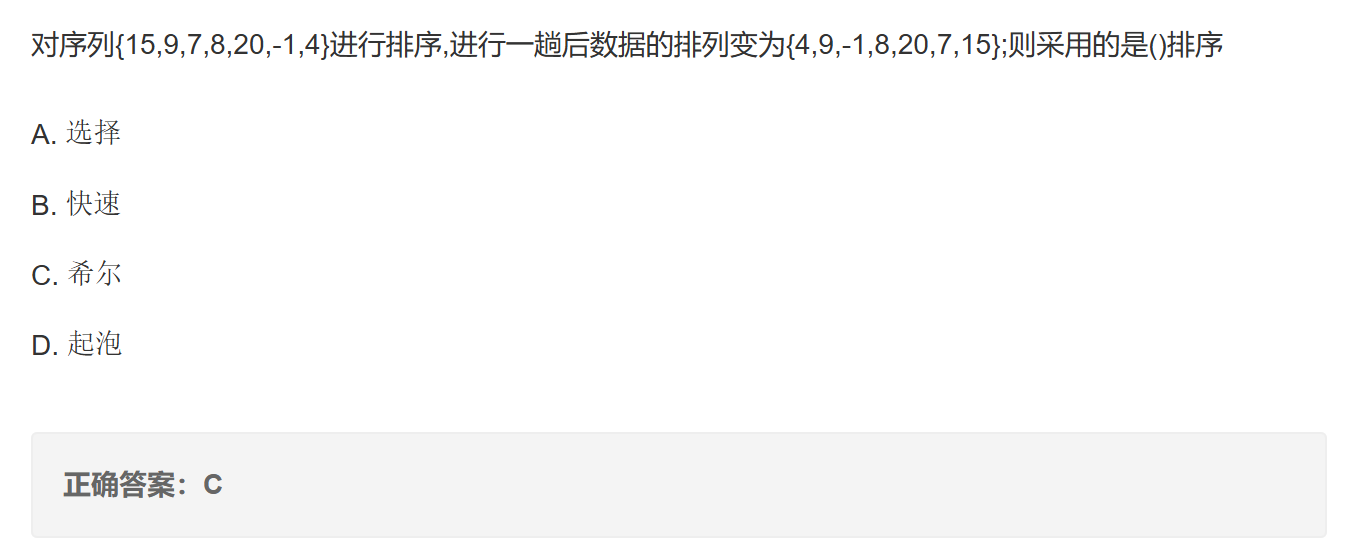 对序列{15,9,7,8,20,-1,4}进行排序,进行一趟后数据的排列变为{4,9,-1,8,20,7,15};则采用的是()排序
A. 选择
B. 快速
C. 希尔
D. 起泡
正确答案：C